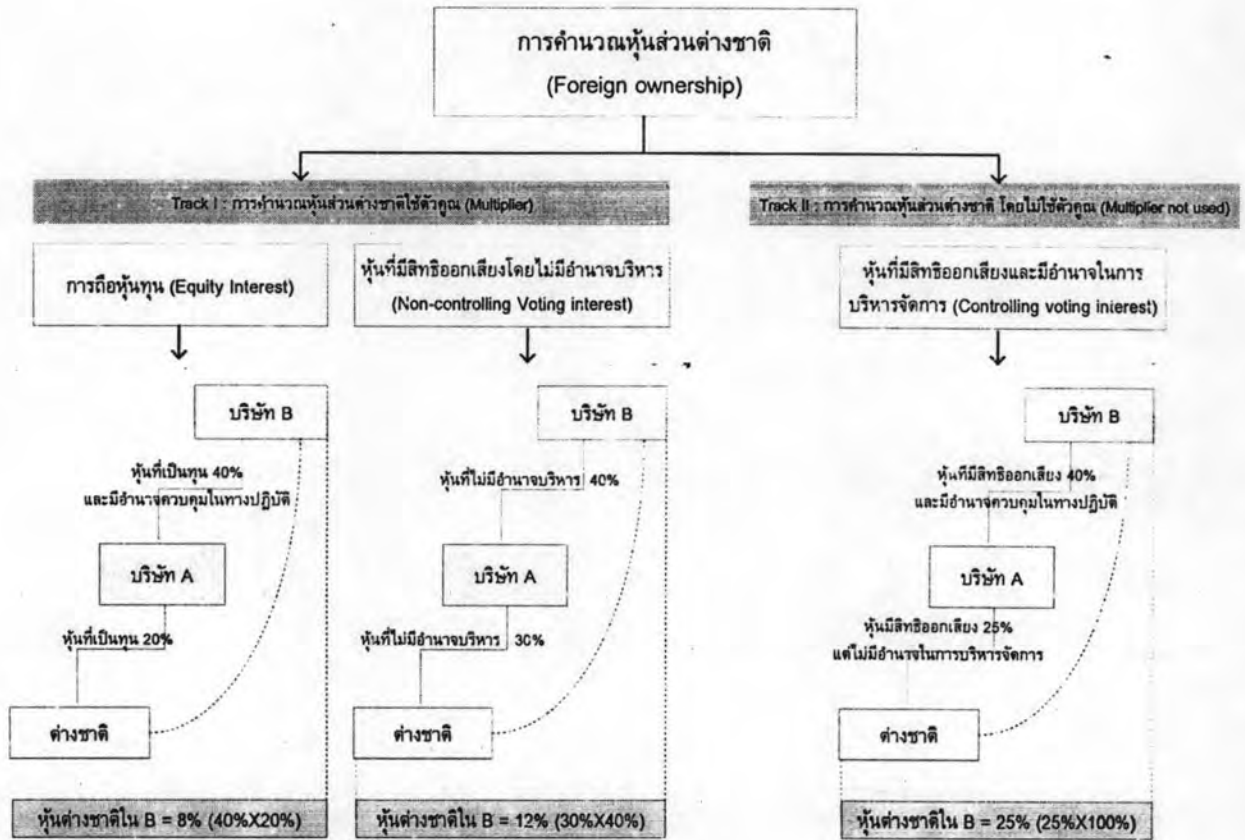 การคำนวณหุ้นส่วนต่างชาติ
(Foreign ownership)
Track I : การคำนวณหุ้นส่วนต่างชาติใช้ตัวคูณ (Multiplier)
Track II : การคำนวณหุ้นส่วนต่างชาติ โดยไม่ใช้ตัวคูณ (Multiplier not used)
การถือหุ้นทุน (Equity Interest)
หุ้นที่มีสิทธิออกเสียงโดยไม่มีอำนาจบริหาร
(Non-controlling Voting interest)
หุ้นที่มีสิทธิออกเสียงและมีอำนาจในการ
บริหารจัดการ (Controlling voting interest)
บริษัท B
หุ้นที่เป็นทุน 40%
และมีอำนาจควบคุมในทางปฏิบัติ
บริษัท A
หุ้นที่เป็นทุน 20%
ต่างชาติ
หุ้นต่างชาติใน B = 8% (40%X20%)
บริษัท B
หุ้นที่ไม่มีอำนาจบริหาร 40%
บริษัท A
หุ้นที่ไม่มีอำนาจบริหาร 30%
ต่างชาติ
หุ้นต่างชาติใน B = 12% (30%X40%)
บริษัท B
หุ้นที่มีสิทธิออกเสียง 40%
และมีอำนาจควบคุมในทางปฏิบัติ
บริษัท A
หุ้นมีสิทธิออกเสียง 25%
แต่ไม่มีอำนาจในการบริหารจัดการ
ต่างชาติ
หุ้นต่างชาติใน B = 25% (25%X100%)